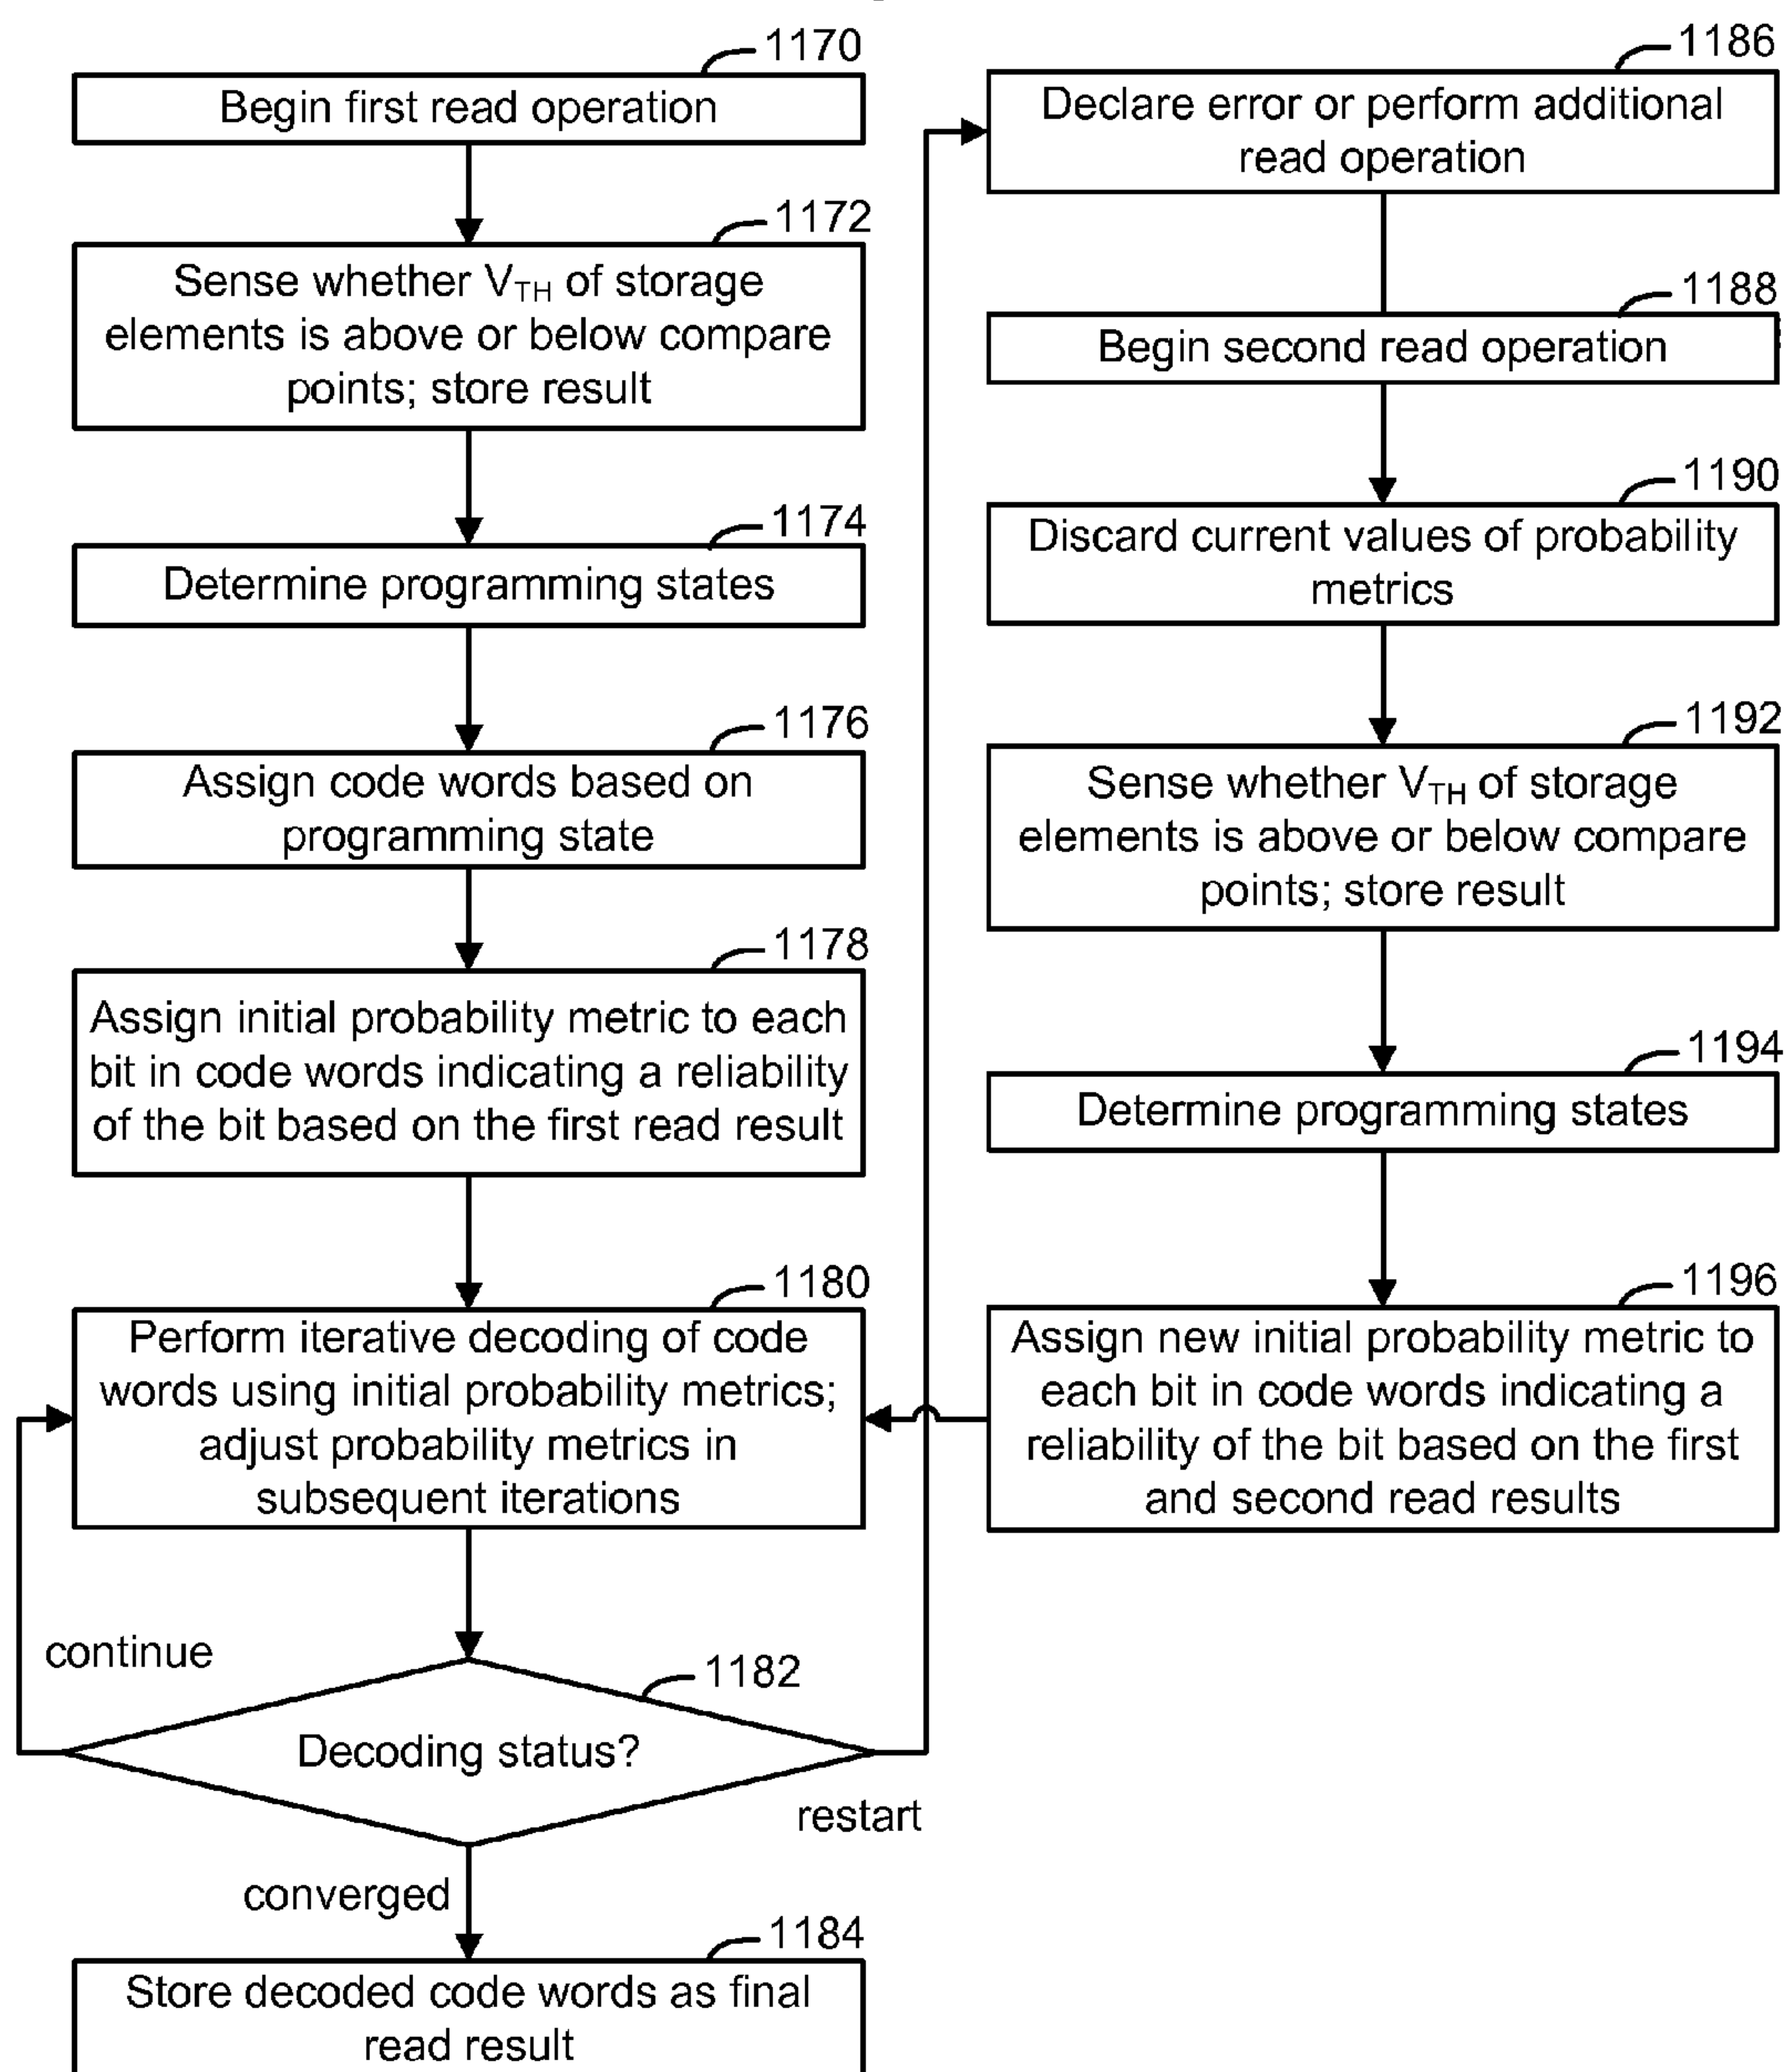 1170
Begin first read operation
1172
Sense whether VTH of storage
elements is above or below compare
points; store result
1174
Determine programming states
1176
Assign code words based on
programming state
1178
Assign initial probability metric to each
bit in code words indicating a reliability
of the bit based on the first read result
1180
Perform iterative decoding of code
words using initial probability metrics;
adjust probability metrics in
subsequent iterations
continue
1182
Decoding status?
restart
converged
1184
Store decoded code words as final
read result
1186
Declare error or perform additional
read operation
1188
Begin second read operation
1190
Discard current values of probability
metrics
1192
Sense whether VTH of storage
elements is above or below compare
points; store result
1194
Determine programming states
1196
Assign new initial probability metric to
each bit in code words indicating a
reliability of the bit based on the first
and second read results